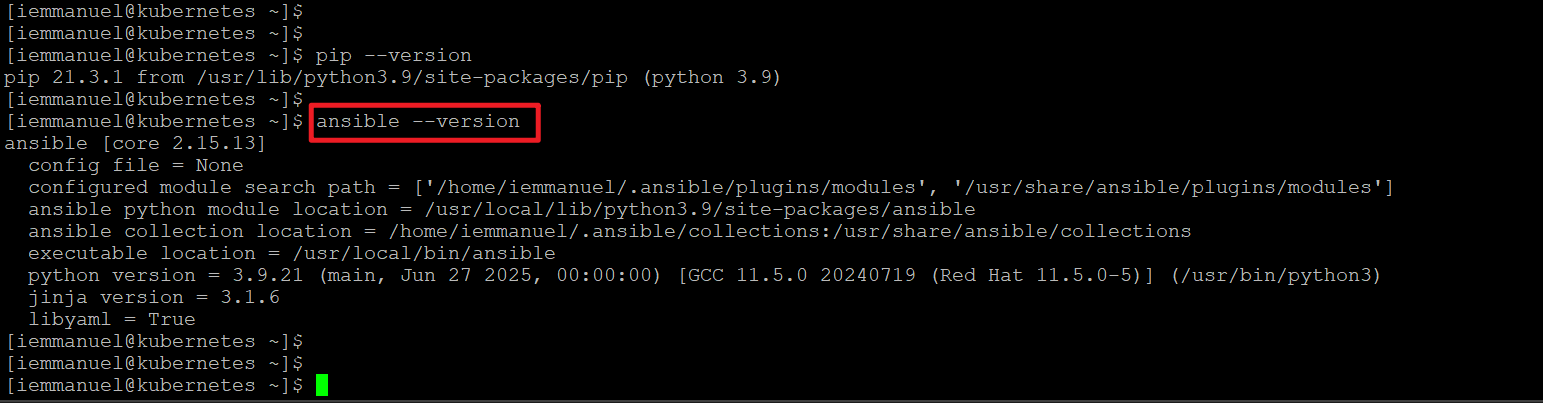 [iemmanuel@kubernetes ~]$
[iemmanuel@kubernetes ~]$
[iemmanuel@kubernetes ~]$ pip --version
pip 21.3.1 from /usr/lib/python3.9/site-packages/pip (python 3.9)
[iemmanuel@kubernetes ~]$
[iemmanuel@kubernetes ~]$ ansible --version
ansible [core 2.15.13]
  config file = None
  configured module search path = ['/home/iemmanuel/.ansible/plugins/modules', '/usr/share/ansible/plugins/modules']
  ansible python module location = /usr/local/lib/python3.9/site-packages/ansible
  ansible collection location = /home/iemmanuel/.ansible/collections:/usr/share/ansible/collections
  executable location = /usr/local/bin/ansible
  python version = 3.9.21 (main, Jun 27 2025, 00:00:00) [GCC 11.5.0 20240719 (Red Hat 11.5.0-5)] (/usr/bin/python3)
  jinja version = 3.1.6
  libyaml = True
[iemmanuel@kubernetes ~]$
[iemmanuel@kubernetes ~]$
[iemmanuel@kubernetes ~]$